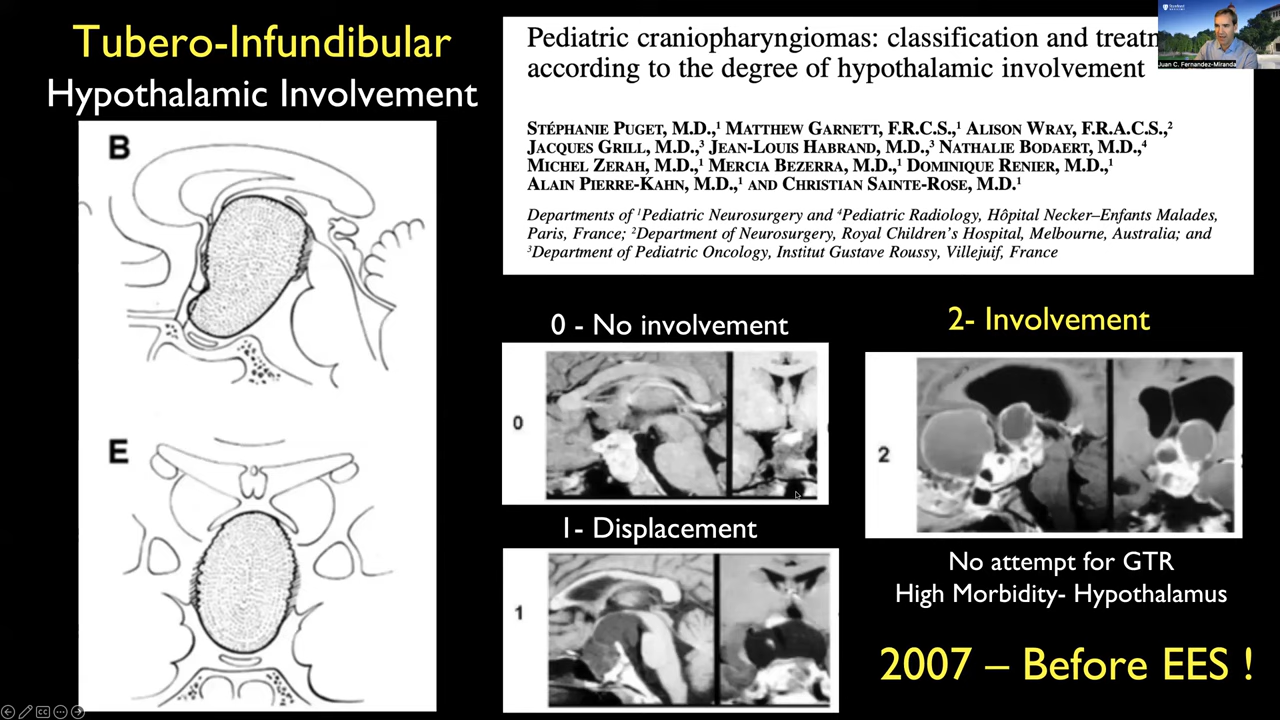 Tubero-Infundibular
Hypothalamic Involvement
B
E
Pediatric craniopharyngiomas: classification and treatm
according to the degree of hypothalamic involvement
STÉPHANIE PUGET, M.D.,¹ MATTHEW GARNETT, F.R.C.S.,¹ ALISON WRAY, F.R.A.C.S.,²
JACQUES GRILL, M.D.,³ JEAN-LOUIS HABRAND, M.D.,³ NATHALIE BODAERT, M.D.,⁴
MICHEL ZERAH, M.D.,¹ MERCIA BEZERRA, M.D.,¹ DOMINIQUE RENIER, M.D.,¹
ALAIN PIERRE-KAHN, M.D.,¹ AND CHRISTIAN SAINTE-ROSE, M.D.¹
Departments of ¹Pediatric Neurosurgery and ⁴Pediatric Radiology, Hôpital Necker–Enfants Malades,
Paris, France; ²Department of Neurosurgery, Royal Children's Hospital, Melbourne, Australia; and
³Department of Pediatric Oncology, Institut Gustave Roussy, Villejuif, France
Juan C. Fernandez-Miranda
0 - No involvement
0
1- Displacement
1
2- Involvement
2
No attempt for GTR
High Morbidity- Hypothalamus
2007 – Before EES !
CC